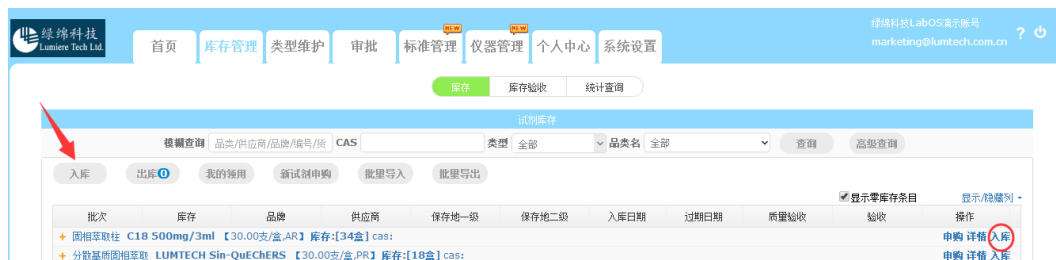 绿绵科技LabOS演示账号
绿绵科技
Lumiere Tech Ltd.
首页 库存管理 类型维护 审批 标准管理 NEW 仪器管理 NEW 个人中心 系统设置
marketing@lumtech.com.cn ?
库存 库存验收 统计查询
试剂库存
模糊查询 品类/供应商/品牌/编号/货 CAS 类型 全部 品类名 全部 查询 高级查询
入库 出库 0 我的领用 新试剂申购 批量导入 批量导出
显示零库存条目 显示/隐藏列
批次 库存 品牌 供应商 保存地一级 保存地二级 入库日期 过期日期 质量验收 验收 操作
+ 固相萃取柱 C18 500mg/3ml 【30.00支/盒,AR】 库存:[34盒] cas: 申购 详情 入库
+ 分散基质固相萃取 LUMTECH Sin-QuEChERS 【30.00支/盒,PR】 库存:[18盒] cas: 申购 详情 入库